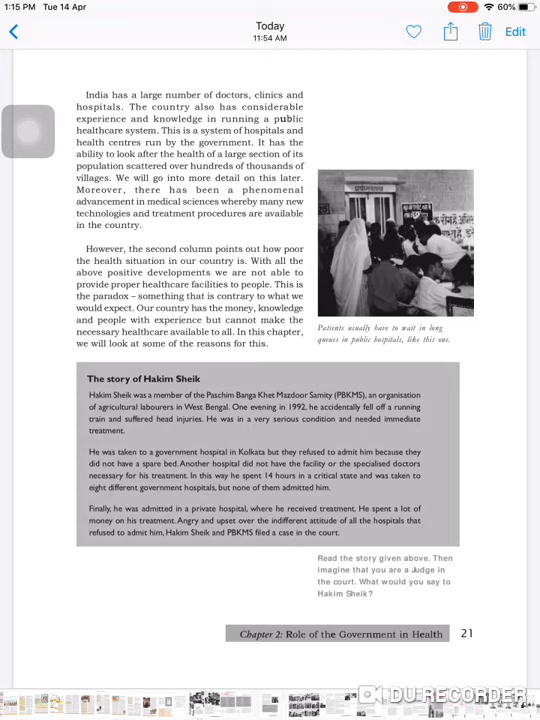 1:15 PM Tue 14 Apr
60%
Today
11:54 AM
Edit
India has a large number of doctors, clinics and
hospitals. The country also has considerable
experience and knowledge in running a public
healthcare system. This is a system of hospitals and
health centres run by the government. It has the
ability to look after the health of a large section of its
population scattered over hundreds of thousands of
villages. We will go into more detail on this later.
Moreover, there has been a phenomenal
advancement in medical sciences whereby many new
technologies and treatment procedures are available
in the country.
However, the second column points out how poor
the health situation in our country is. With all the
above positive developments we are not able to
provide proper healthcare facilities to people. This is
the paradox – something that is contrary to what we
would expect. Our country has the money, knowledge
and people with experience but cannot make the
necessary healthcare available to all. In this chapter,
we will look at some of the reasons for this.
Patients usually have to wait in long
queues in public hospitals, like this one.
The story of Hakim Sheik
Hakim Sheik was a member of the Paschim Banga Khet Mazdoor Samity (PBKMS), an organisation
of agricultural labourers in West Bengal. One evening in 1992, he accidentally fell off a running
train and suffered head injuries. He was in a very serious condition and needed immediate
treatment.
He was taken to a government hospital in Kolkata but they refused to admit him because they
did not have a spare bed. Another hospital did not have the facility or the specialised doctors
necessary for his treatment. In this way he spent 14 hours in a critical state and was taken to
eight different government hospitals, but none of them admitted him.
Finally, he was admitted in a private hospital, where he received treatment. He spent a lot of
money on his treatment. Angry and upset over the indifferent attitude of all the hospitals that
refused to admit him, Hakim Sheik and PBKMS filed a case in the court.
Read the story given above. Then
imagine that you are a Judge in
the court. What would you say to
Hakim Sheik?
Chapter 2: Role of the Government in Health 21
DU RECORDER